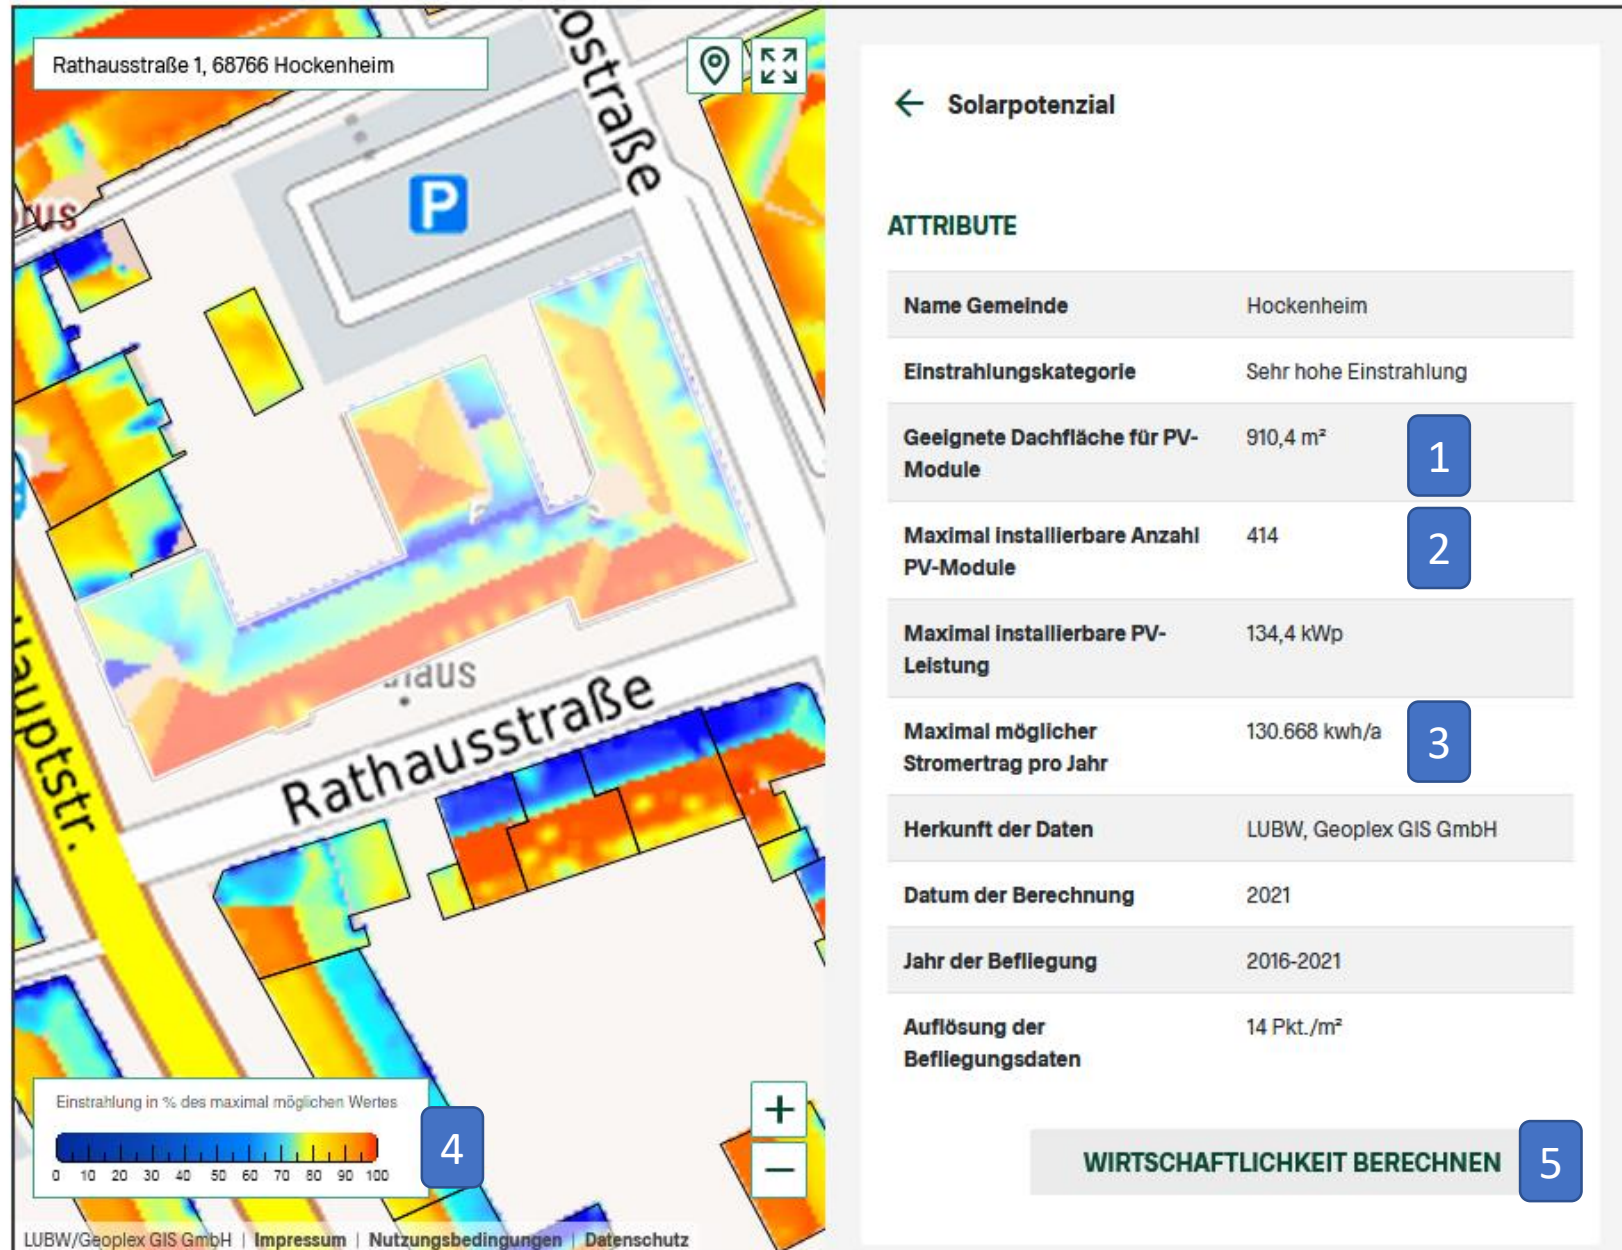 Rathausstraße 1, 68766 Hockenheim
P
Hauptstr.
Rathausstraße
Einstrahlung in % des maximal möglichen Wertes
0 10 20 30 40 50 60 70 80 90 100
4
+
−
LUBW/Geoplex GIS GmbH | Impressum | Nutzungsbedingungen | Datenschutz
← Solarpotenzial
ATTRIBUTE
Name Gemeinde Hockenheim
Einstrahlungskategorie Sehr hohe Einstrahlung
Geeignete Dachfläche für PV- 910,4 m²
Module
1
Maximal installierbare Anzahl 414
PV-Module
2
Maximal installierbare PV- 134,4 kWp
Leistung
Maximal möglicher 130.668 kwh/a
Stromertrag pro Jahr
3
Herkunft der Daten LUBW, Geoplex GIS GmbH
Datum der Berechnung 2021
Jahr der Befliegung 2016-2021
Auflösung der 14 Pkt./m²
Befliegungsdaten
WIRTSCHAFTLICHKEIT BERECHNEN
5